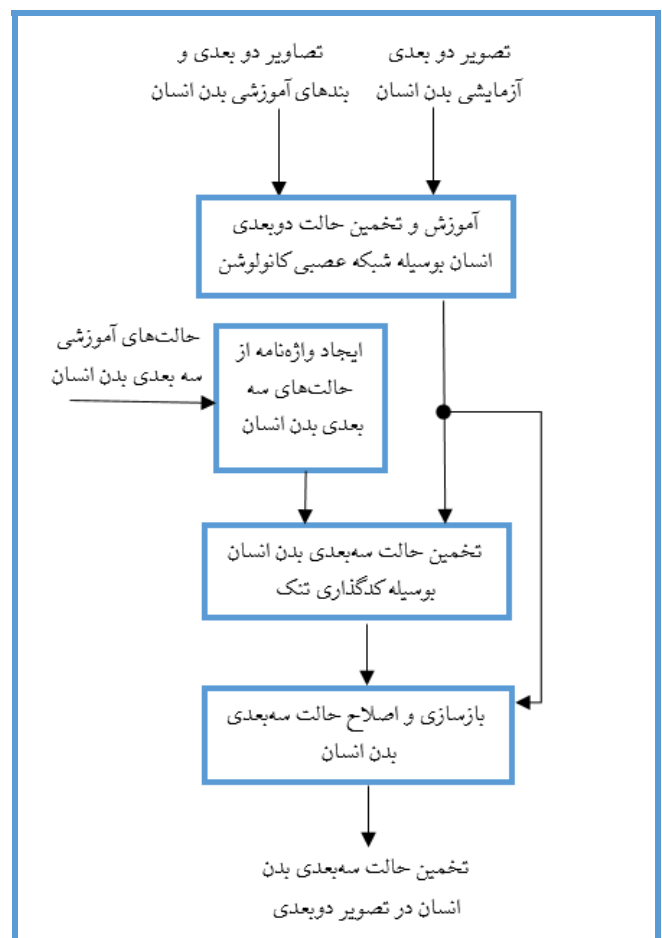 تصویر دو بعدی
آزمایشی بدن انسان
تصاویر دو بعدی و
بندهای آموزشی بدن انسان
آموزش و تخمین حالت دوبعدی
انسان بوسیله شبکه عصبی کانولوشن
حالت‌های آموزشی
سه بعدی بدن انسان
ایجاد واژه‌نامه از
حالت‌های سه
بعدی بدن انسان
تخمین حالت سه‌بعدی بدن انسان
بوسیله کدگذاری تنک
بازسازی و اصلاح حالت سه‌بعدی
بدن انسان
تخمین حالت سه‌بعدی بدن
انسان در تصویر دوبعدی